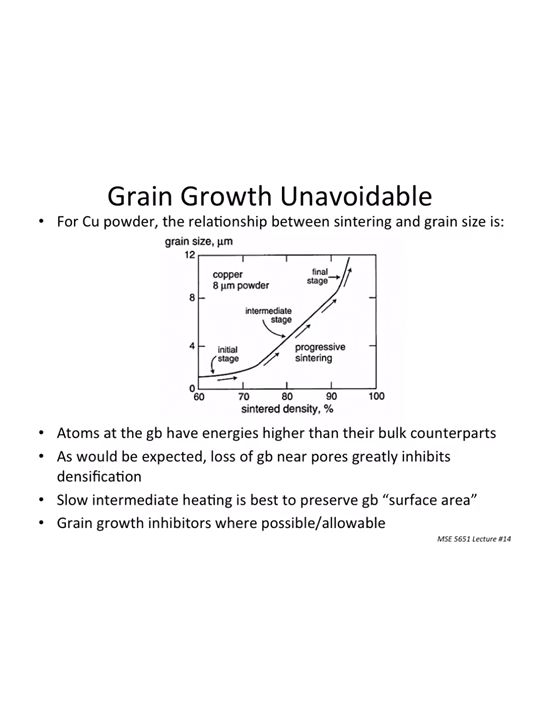 Grain Growth Unavoidable
• For Cu powder, the relationship between sintering and grain size is:
grain size, μm
12
copper
8 μm powder
final
stage
8
intermediate
stage
4
initial
stage
progressive
sintering
0
60 70 80 90 100
sintered density, %
• Atoms at the gb have energies higher than their bulk counterparts
• As would be expected, loss of gb near pores greatly inhibits
densification
• Slow intermediate heating is best to preserve gb “surface area”
• Grain growth inhibitors where possible/allowable
MSE 5651 Lecture #14